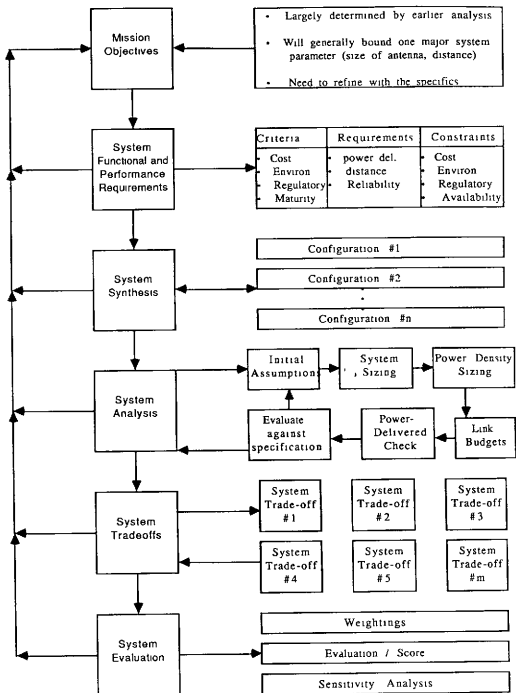 Mission
Objectives
• Largely determined by earlier analysis
• Will generally bound one major system
parameter (size of antenna, distance)
• Need to refine with the specifics
System
Functional and
Performance
Requirements
Criteria Requirements Constraints
• Cost • power del. • Cost
• Environ • distance • Environ
• Regulatory • Reliability • Regulatory
• Maturity • Availability
System
Synthesis
Configuration #1
Configuration #2
Configuration #n
System
Analysis
Initial
Assumptions
System
Sizing
Power Density
Sizing
Evaluate
against
specification
Power-
Delivered
Check
Link
Budgets
System
Tradeoffs
System
Trade-off
#1
System
Trade-off
#2
System
Trade-off
#3
System
Trade-off
#4
System
Trade-off
#5
System
Trade-off
#m
System
Evaluation
Weightings
Evaluation / Score
Sensitivity Analysis